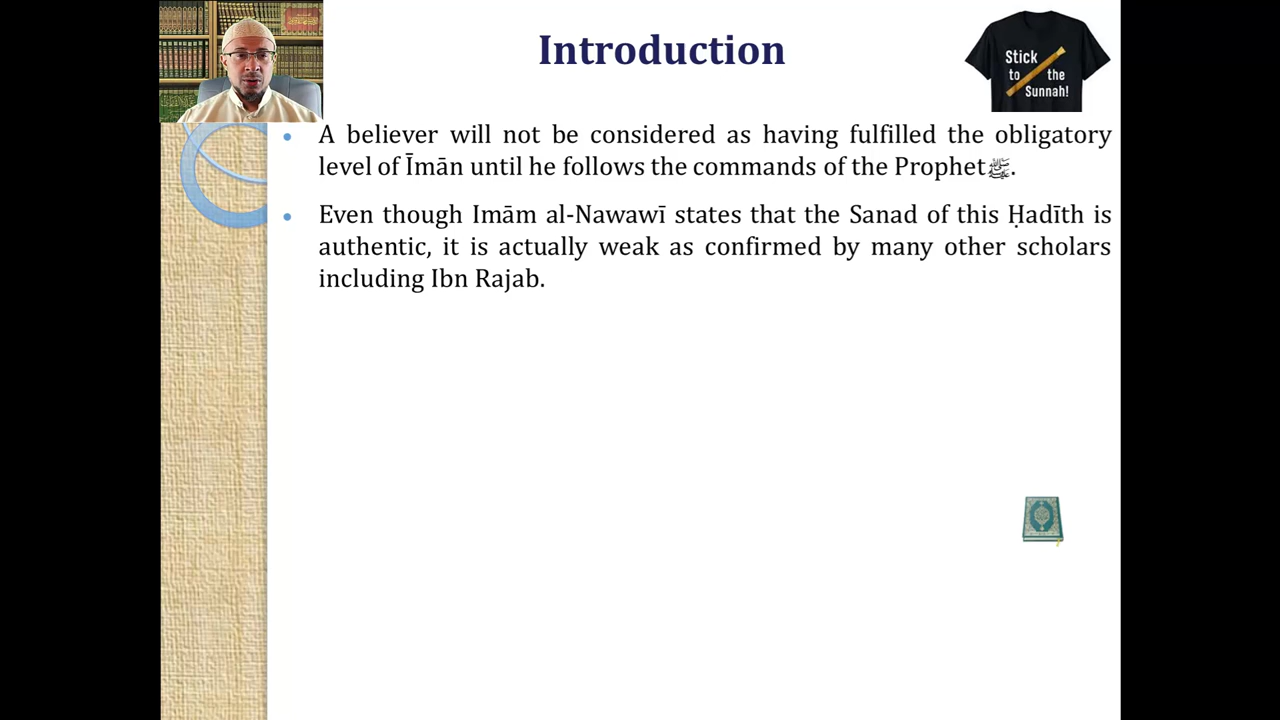 Introduction
Stick
to the
Sunnah!
A believer will not be considered as having fulfilled the obligatory
level of Īmān until he follows the commands of the Prophetﷺ.
Even though Imām al-Nawawī states that the Sanad of this Ḥadīth is
authentic, it is actually weak as confirmed by many other scholars
including Ibn Rajab.